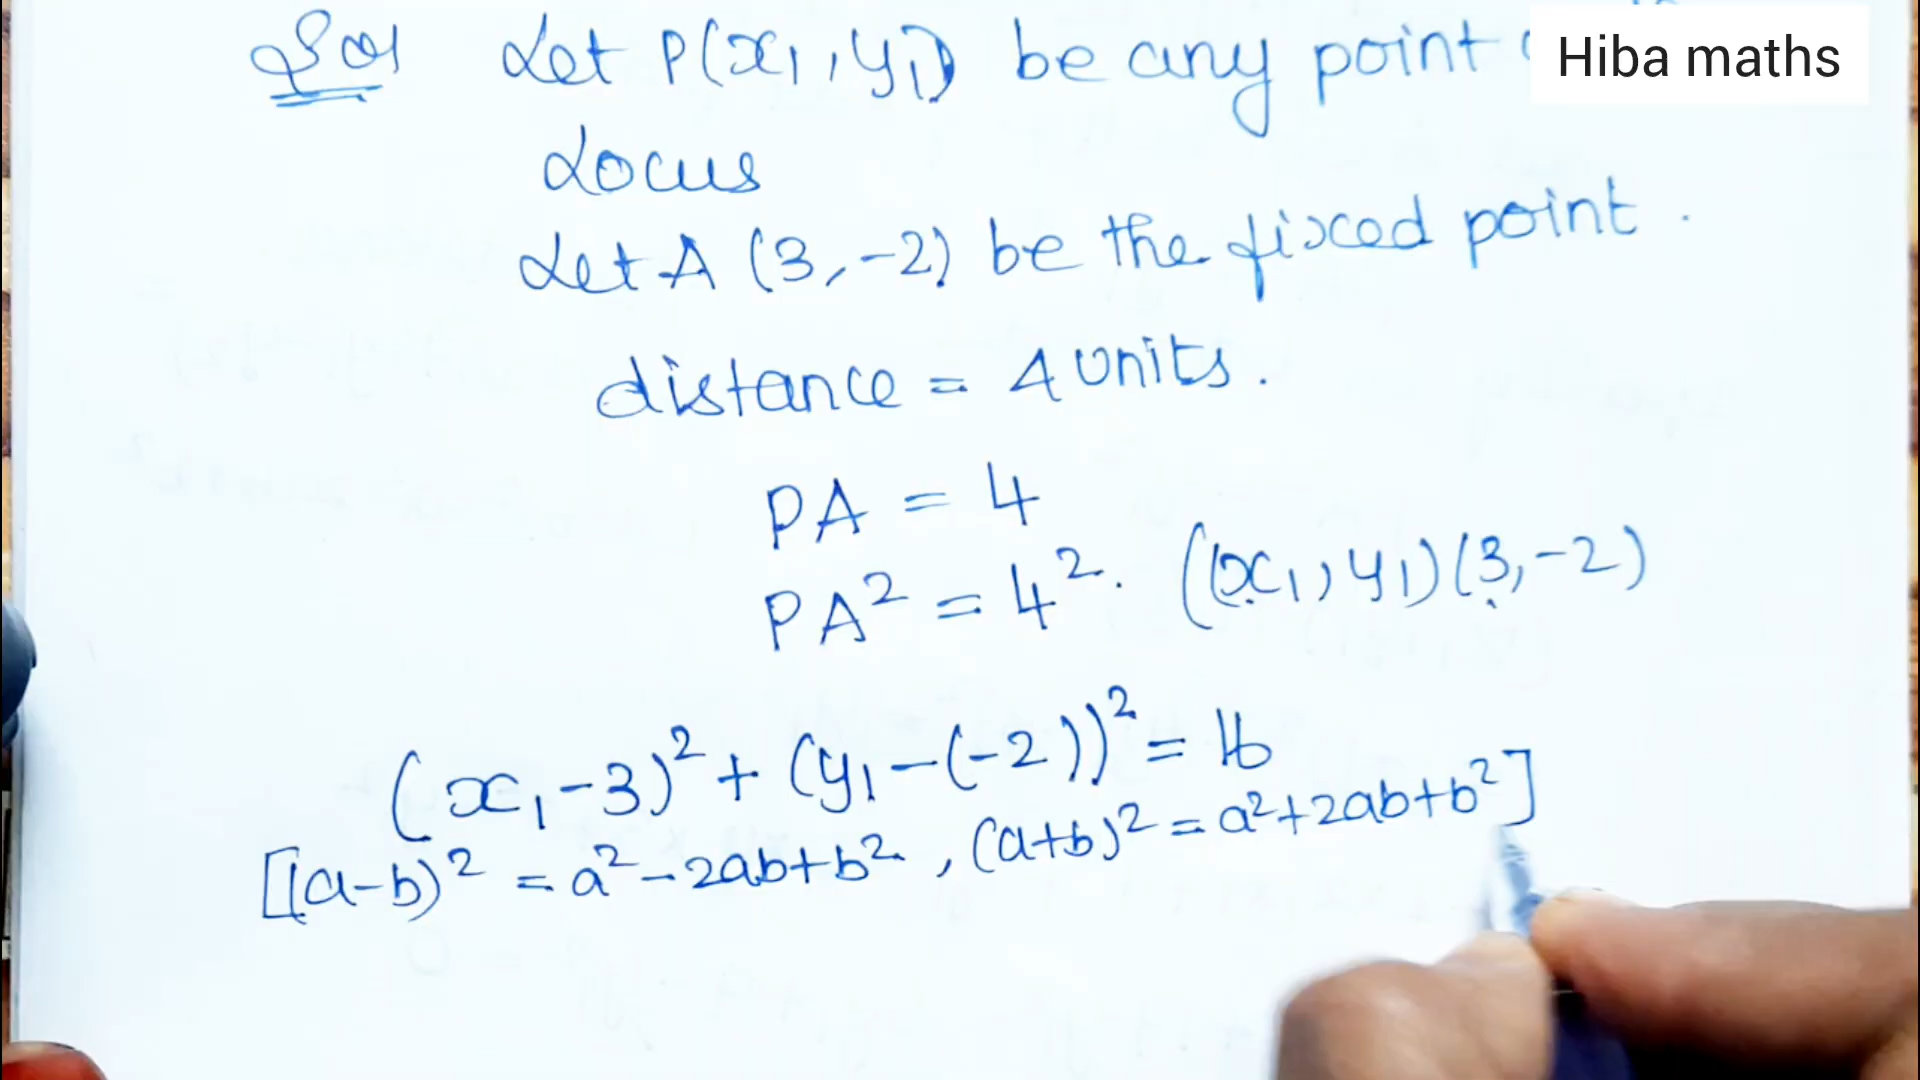 Sol Let P(x₁, y₁) be any point
Hiba maths
Locus
Let A (3, -2) be the fixed point.
distance = 4 units.
PA = 4
PA² = 4². (x₁, y₁)(3, -2)
(x₁-3)² + (y₁-(-2))² = 16
[(a-b)² = a²-2ab+b², (a+b)² = a²+2ab+b²]